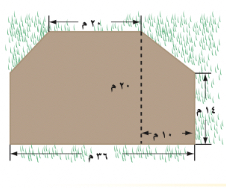 ٢٠ م
٢٠ م
١٤ م
١٠ م
٣٦ م